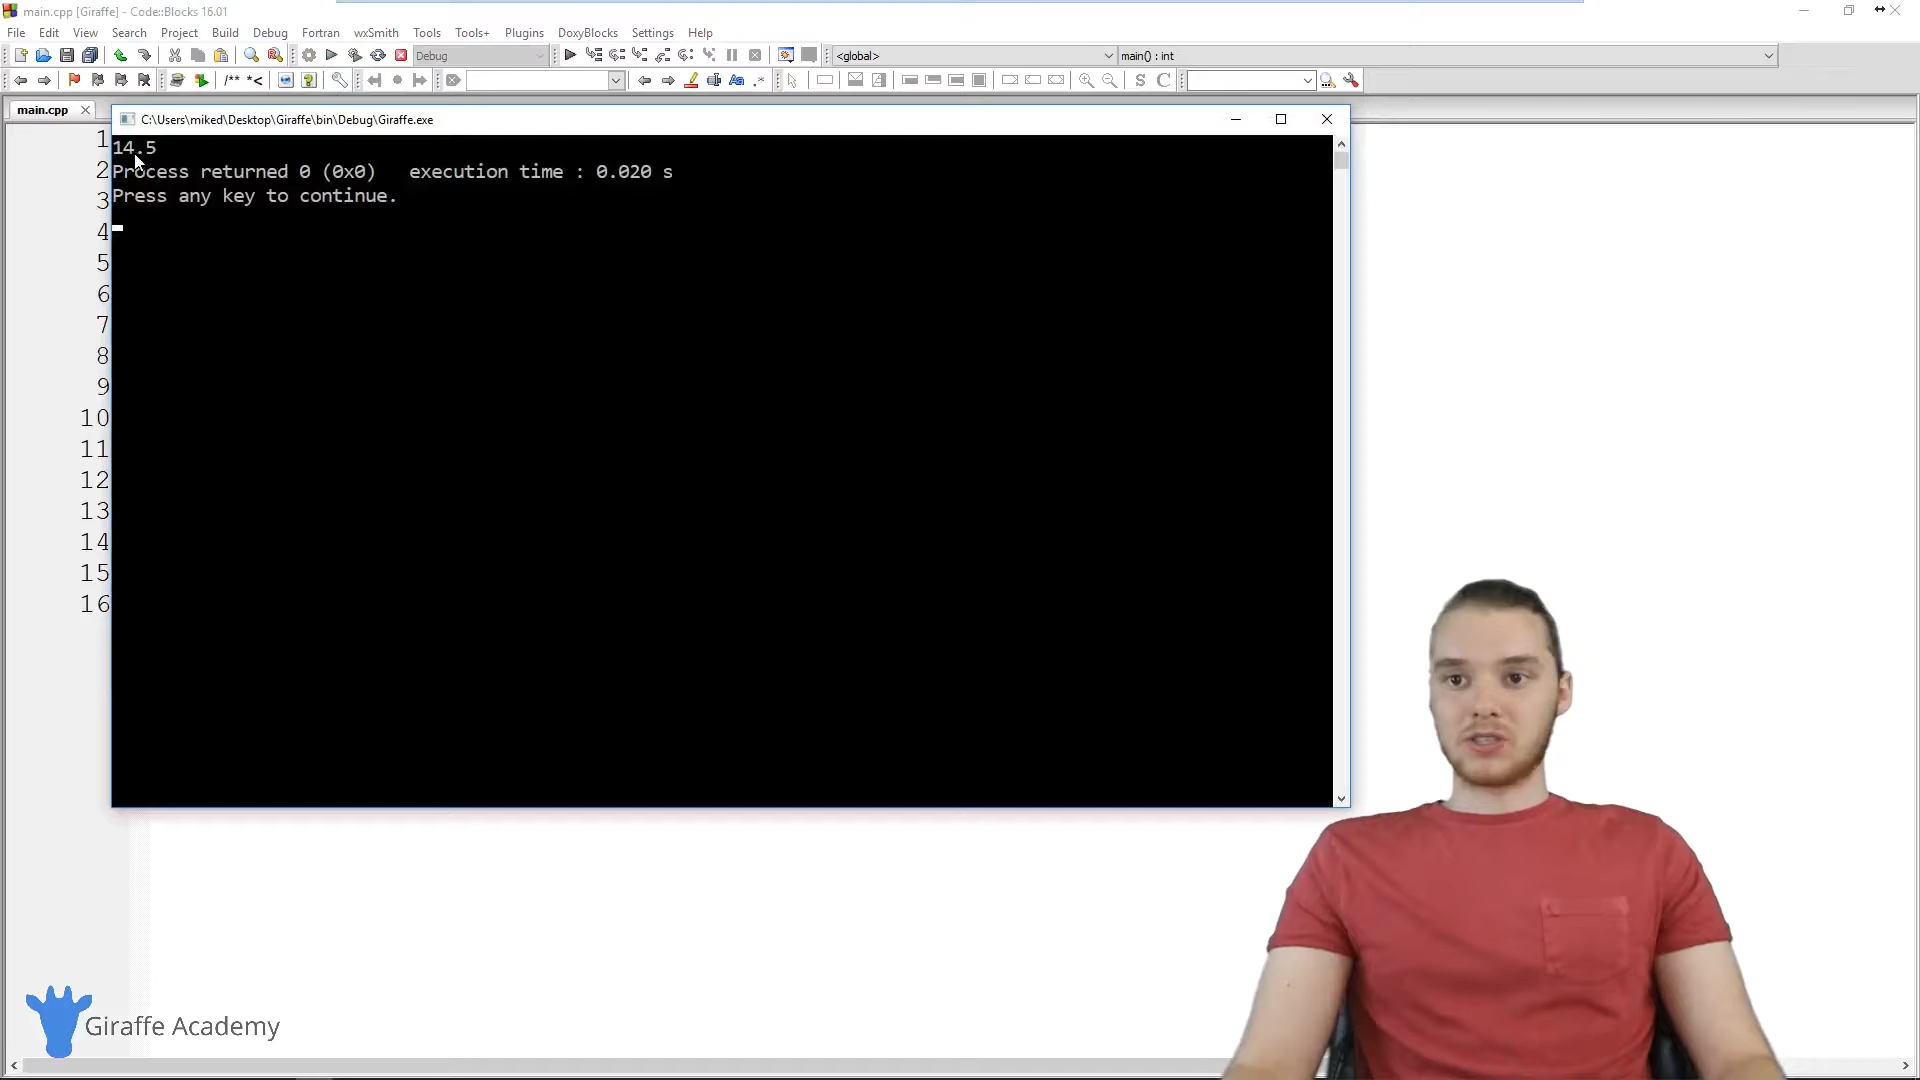 main.cpp [Giraffe] - Code::Blocks 16.01
File Edit View Search Project Build Debug Fortran wxSmith Tools Tools+ Plugins DoxyBlocks Settings Help
Debug <global> main() : int
/** *< Aa .* S C
main.cpp
C:\Users\miked\Desktop\Giraffe\bin\Debug\Giraffe.exe
1 14.5
2 Process returned 0 (0x0) execution time : 0.020 s
3 Press any key to continue.
4
5
6
7
8
9
10
11
12
13
14
15
16
Giraffe Academy